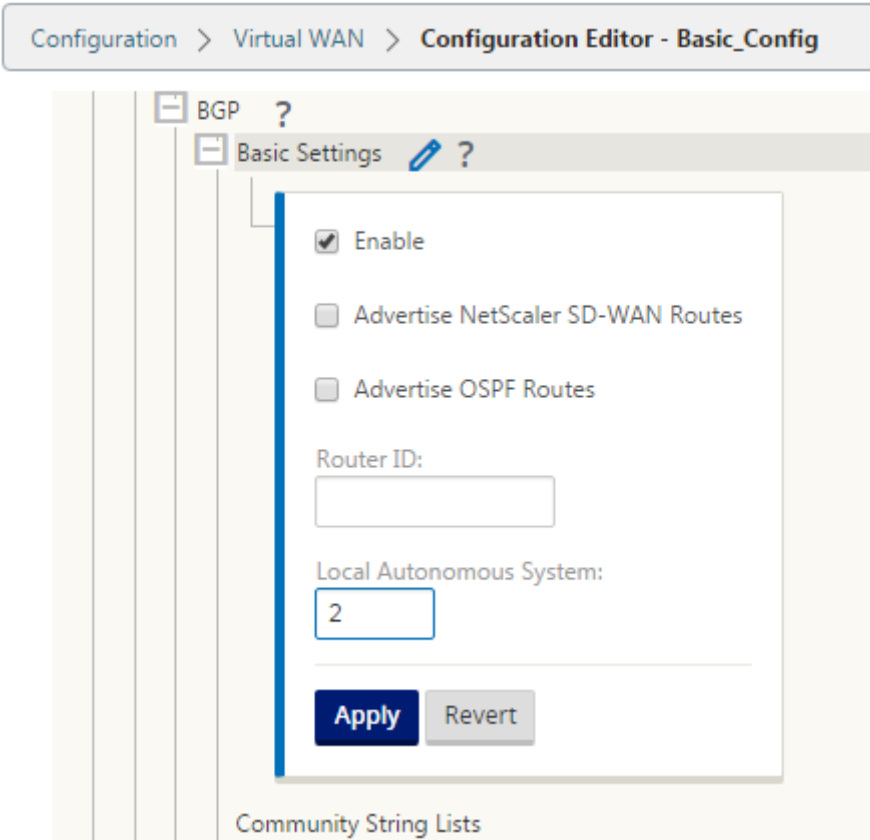 Configuration > Virtual WAN > Configuration Editor - Basic_Config
BGP ?
Basic Settings ?
Enable
Advertise NetScaler SD-WAN Routes
Advertise OSPF Routes
Router ID:
Local Autonomous System:
2
Apply Revert
Community String Lists